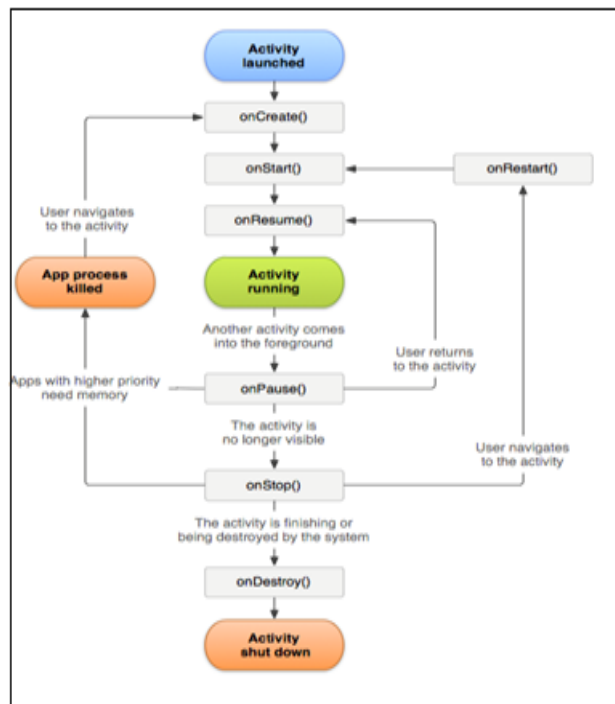 Activity
launched
onCreate()
onStart()
onRestart()
User navigates
to the activity
onResume()
App process
killed
Activity
running
Another activity comes
into the foreground
User returns
to the activity
Apps with higher priority
need memory
onPause()
The activity is
no longer visible
User navigates
to the activity
onStop()
The activity is finishing or
being destroyed by the system
onDestroy()
Activity
shut down